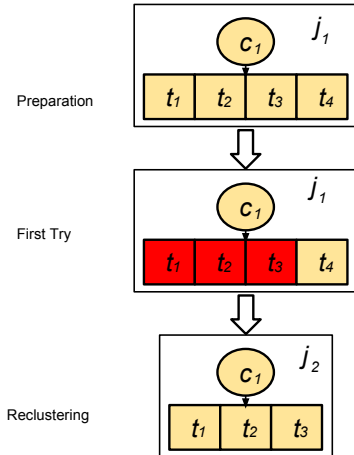 j1
c1
Preparation
t1 t2 t3 t4
j1
c1
First Try
t1 t2 t3 t4
j2
c1
Reclustering
t1 t2 t3